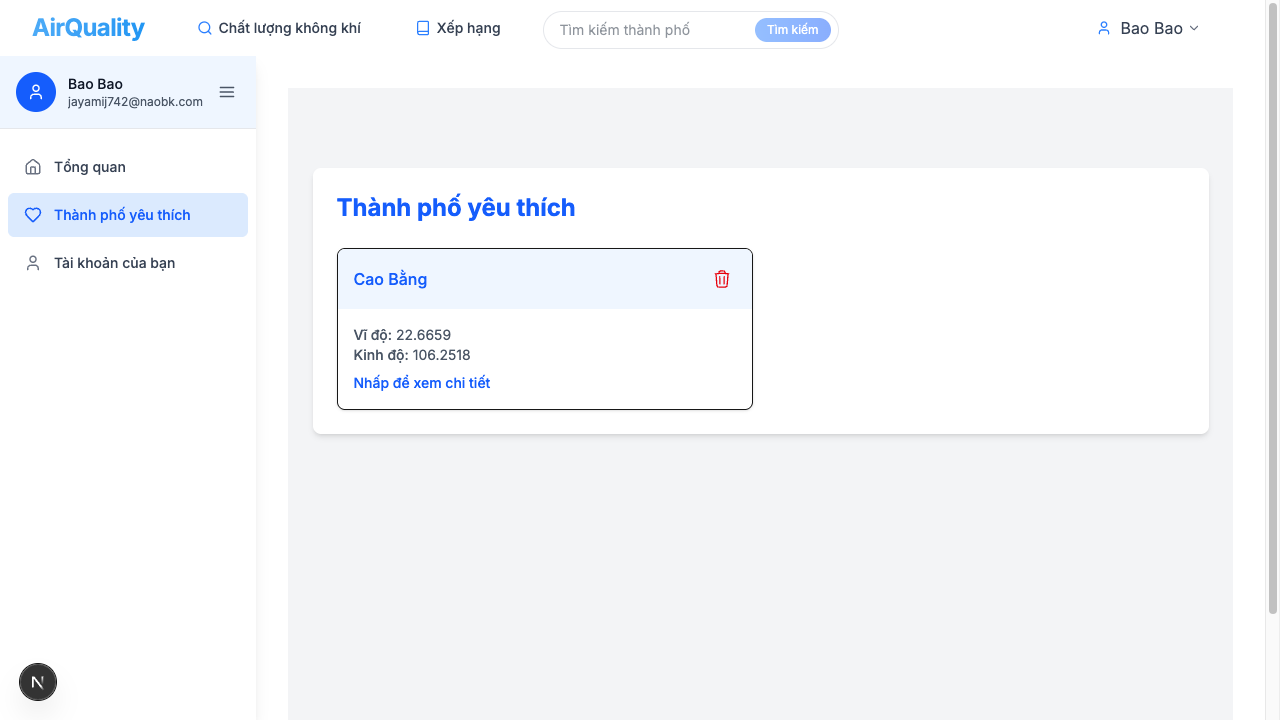 AirQuality
Chất lượng không khí
Xếp hạng
Tìm kiếm thành phố
Tìm kiếm
Bao Bao
Bao Bao
jayamij742@naobk.com
Tổng quan
Thành phố yêu thích
Tài khoản của bạn
Thành phố yêu thích
Cao Bằng
Vĩ độ: 22.6659
Kinh độ: 106.2518
Nhấp để xem chi tiết
N